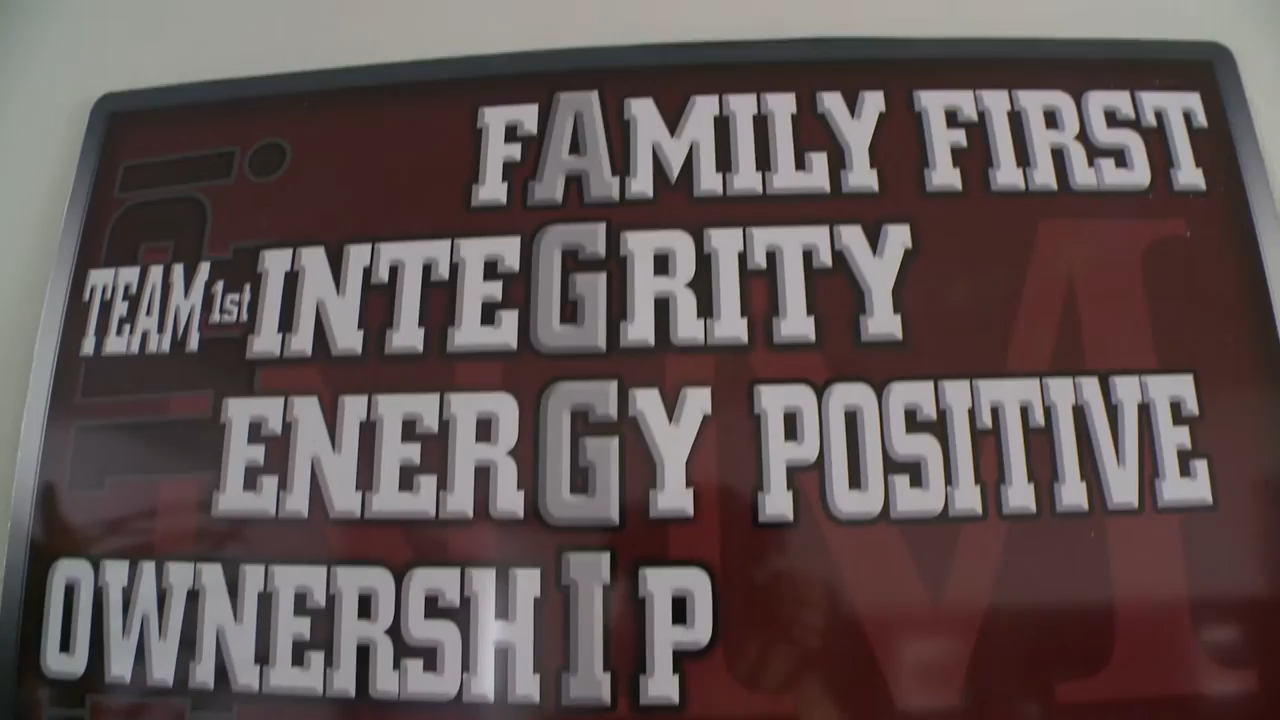 FAMILY FIRST
TEAM 1st INTEGRITY
ENERGY POSITIVE
OWNERSHIP